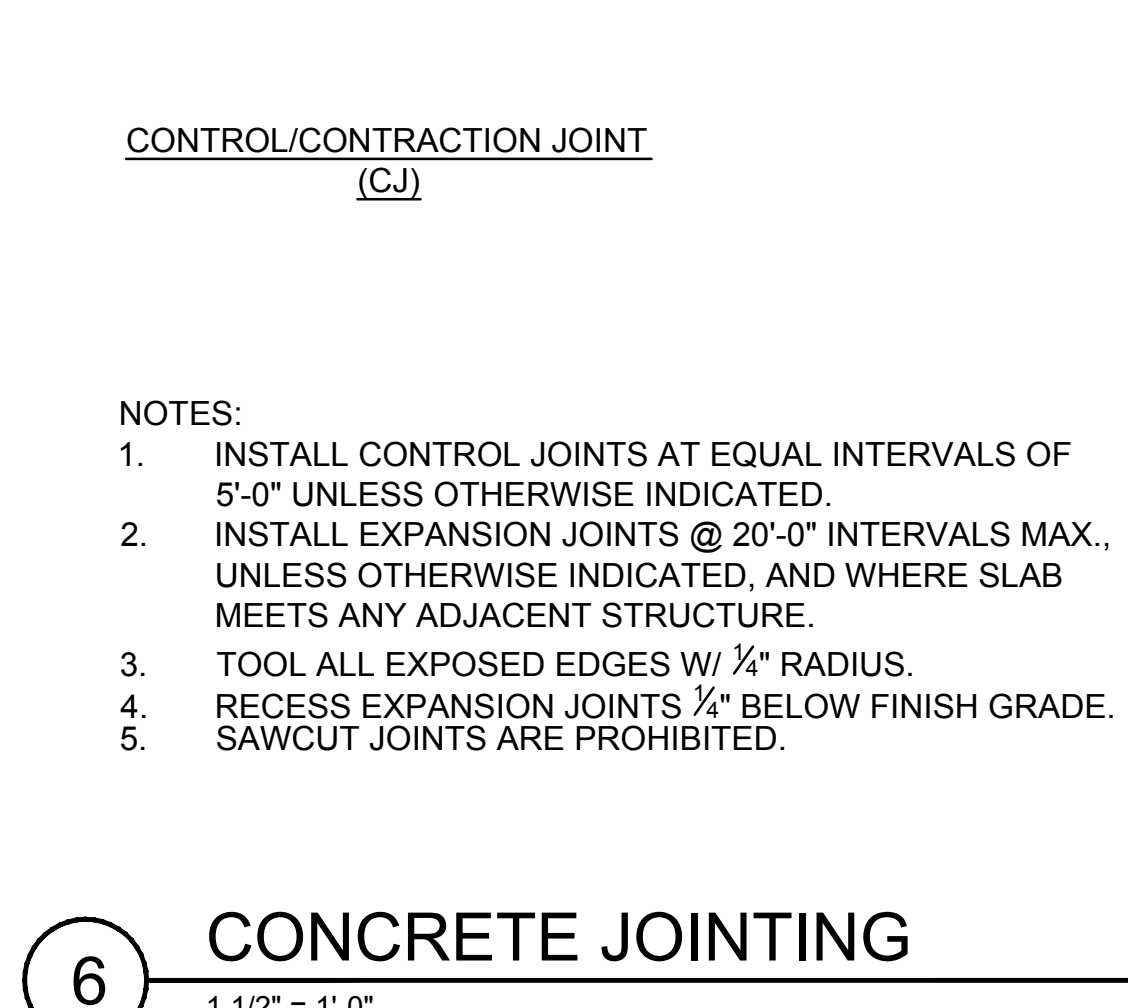 CONTROL/CONTRACTION JOINT
(CJ)
NOTES:
1. INSTALL CONTROL JOINTS AT EQUAL INTERVALS OF
5'-0" UNLESS OTHERWISE INDICATED.
2. INSTALL EXPANSION JOINTS @ 20'-0" INTERVALS MAX.,
UNLESS OTHERWISE INDICATED, AND WHERE SLAB
MEETS ANY ADJACENT STRUCTURE.
3. TOOL ALL EXPOSED EDGES W/ ¼" RADIUS.
4. RECESS EXPANSION JOINTS ¼" BELOW FINISH GRADE.
5. SAWCUT JOINTS ARE PROHIBITED.
6 CONCRETE JOINTING
1 1/2" = 1'-0"